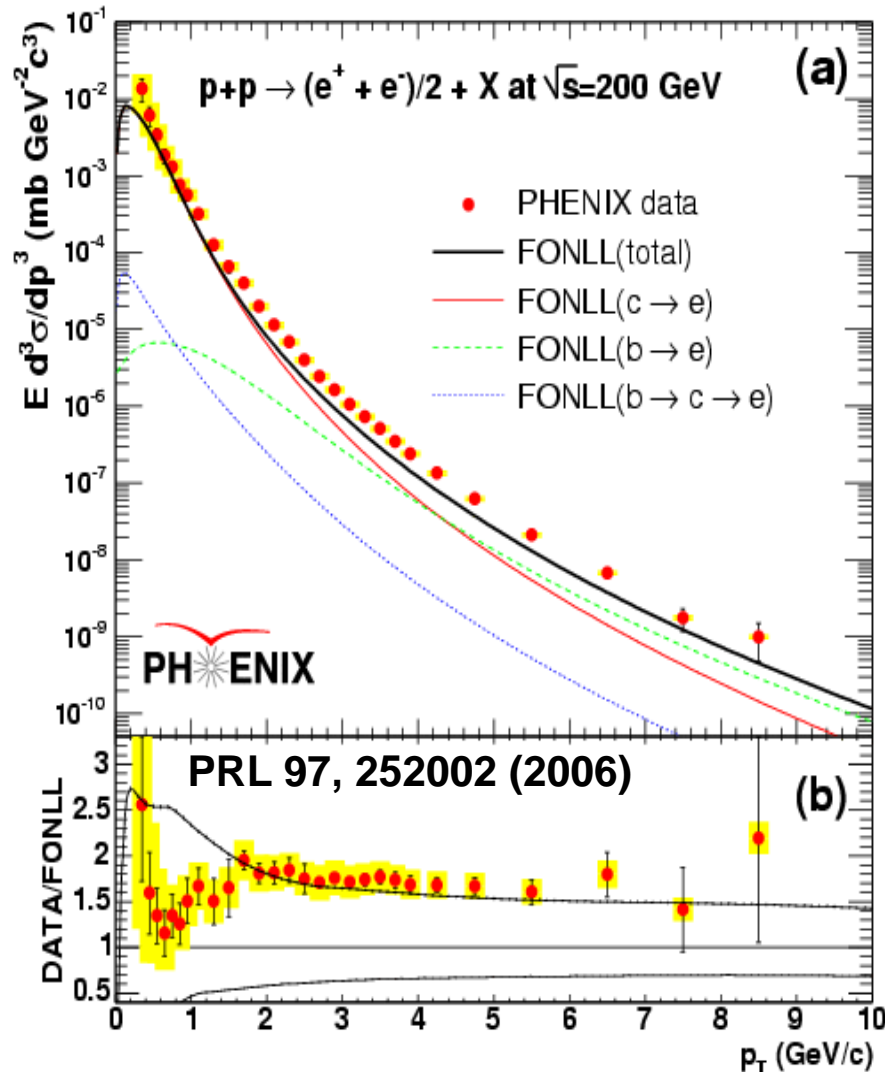 (a)
p+p → (e⁺ + e⁻)/2 + X at √s=200 GeV
PHENIX data
FONLL(total)
FONLL(c → e)
FONLL(b → e)
FONLL(b → c → e)
E d³σ/dp³ (mb GeV⁻²c³)
10⁻¹
10⁻²
10⁻³
10⁻⁴
10⁻⁵
10⁻⁶
10⁻⁷
10⁻⁸
10⁻⁹
10⁻¹⁰
PHENIX
PRL 97, 252002 (2006)
(b)
DATA/FONLL
3
2.5
2
1.5
1
0.5
0 1 2 3 4 5 6 7 8 9 10
p_T (GeV/c)